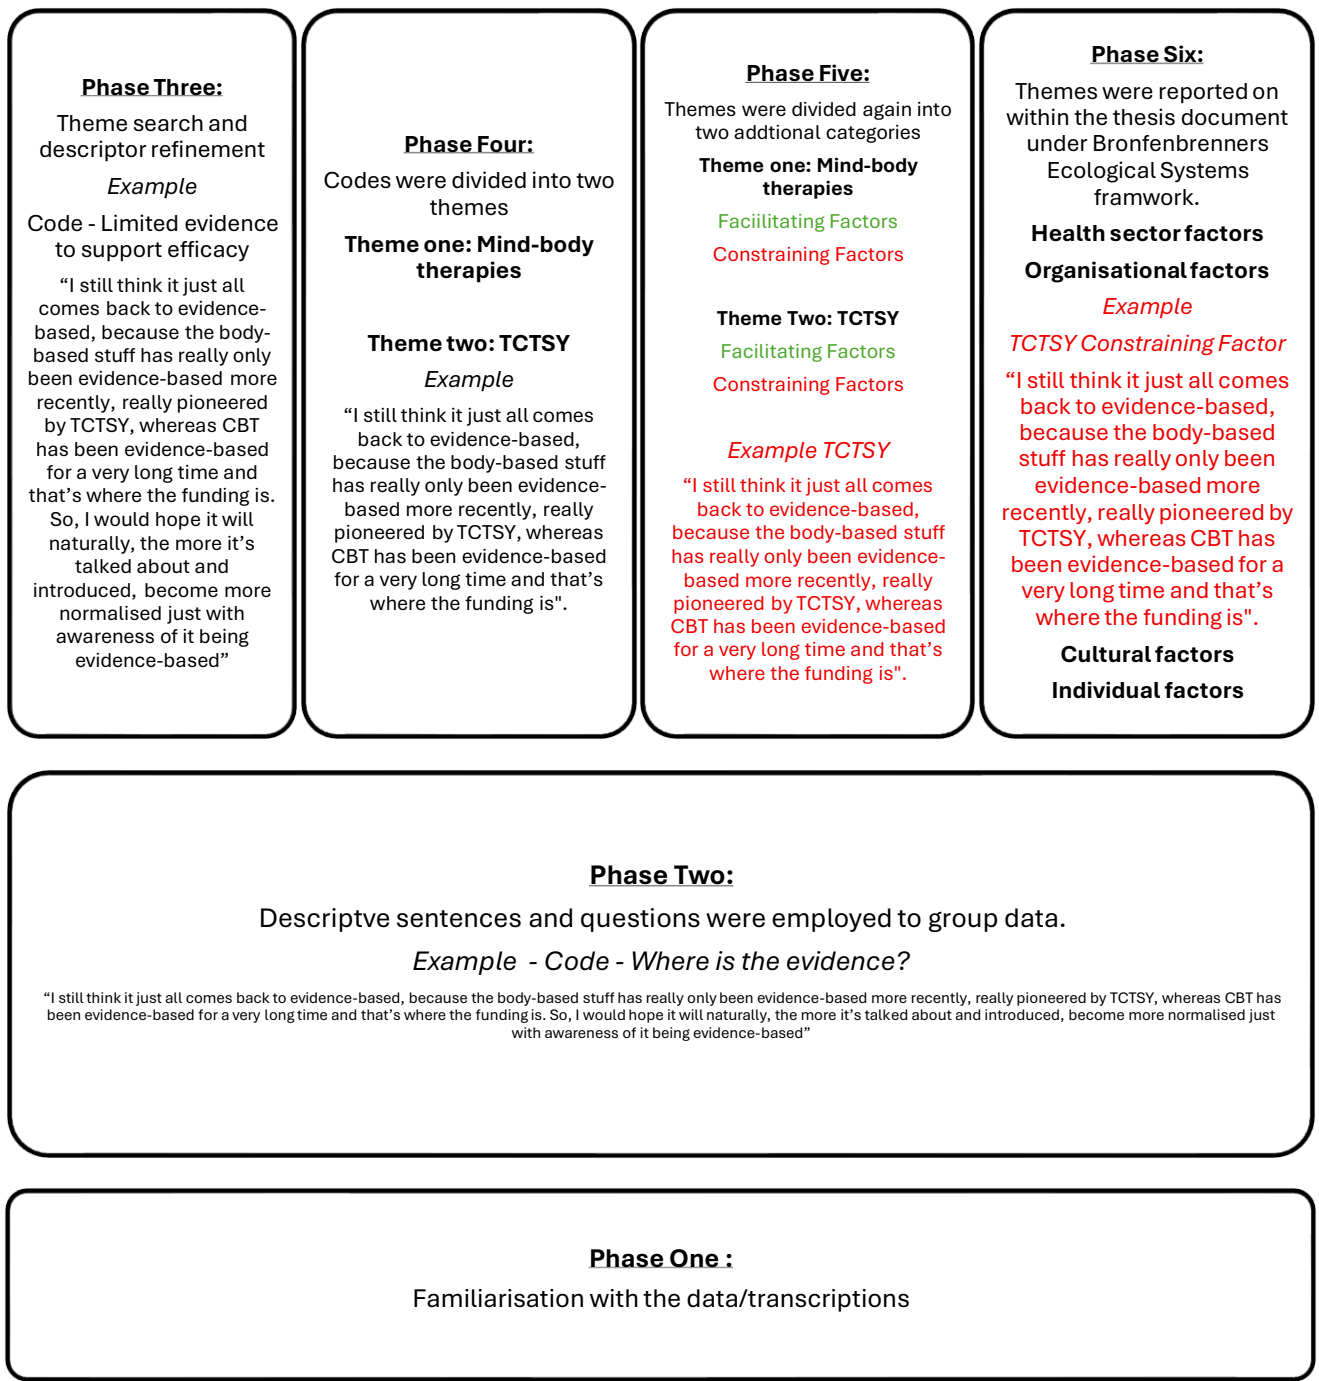 Phase Three:
Theme search and
descriptor refinement
Example
Code - Limited evidence
to support efficacy
“I still think it just all
comes back to evidence-
based, because the body-
based stuff has really only
been evidence-based more
recently, really pioneered
by TCTSY, whereas CBT
has been evidence-based
for a very long time and
that’s where the funding is.
So, I would hope it will
naturally, the more it’s
talked about and
introduced, become more
normalised just with
awareness of it being
evidence-based”
Phase Four:
Codes were divided into two
themes
Theme one: Mind-body
therapies
Theme two: TCTSY
Example
“I still think it just all comes
back to evidence-based,
because the body-based stuff
has really only been evidence-
based more recently, really
pioneered by TCTSY, whereas
CBT has been evidence-based
for a very long time and that’s
where the funding is".
Phase Five:
Themes were divided again into
two addtional categories
Theme one: Mind-body
therapies
Faciilitating Factors
Constraining Factors
Theme Two: TCTSY
Facilitating Factors
Constraining Factors
Example TCTSY
“I still think it just all comes
back to evidence-based,
because the body-based stuff
has really only been evidence-
based more recently, really
pioneered by TCTSY, whereas
CBT has been evidence-based
for a very long time and that’s
where the funding is".
Phase Six:
Themes were reported on
within the thesis document
under Bronfenbrenners
Ecological Systems
framwork.
Health sector factors
Organisational factors
Example
TCTSY Constraining Factor
“I still think it just all comes
back to evidence-based,
because the body-based
stuff has really only been
evidence-based more
recently, really pioneered by
TCTSY, whereas CBT has
been evidence-based for a
very long time and that’s
where the funding is".
Cultural factors
Individual factors
Phase Two:
Descriptve sentences and questions were employed to group data.
Example - Code - Where is the evidence?
“I still think it just all comes back to evidence-based, because the body-based stuff has really only been evidence-based more recently, really pioneered by TCTSY, whereas CBT has
been evidence-based for a very long time and that’s where the funding is. So, I would hope it will naturally, the more it’s talked about and introduced, become more normalised just
with awareness of it being evidence-based”
Phase One :
Familiarisation with the data/transcriptions